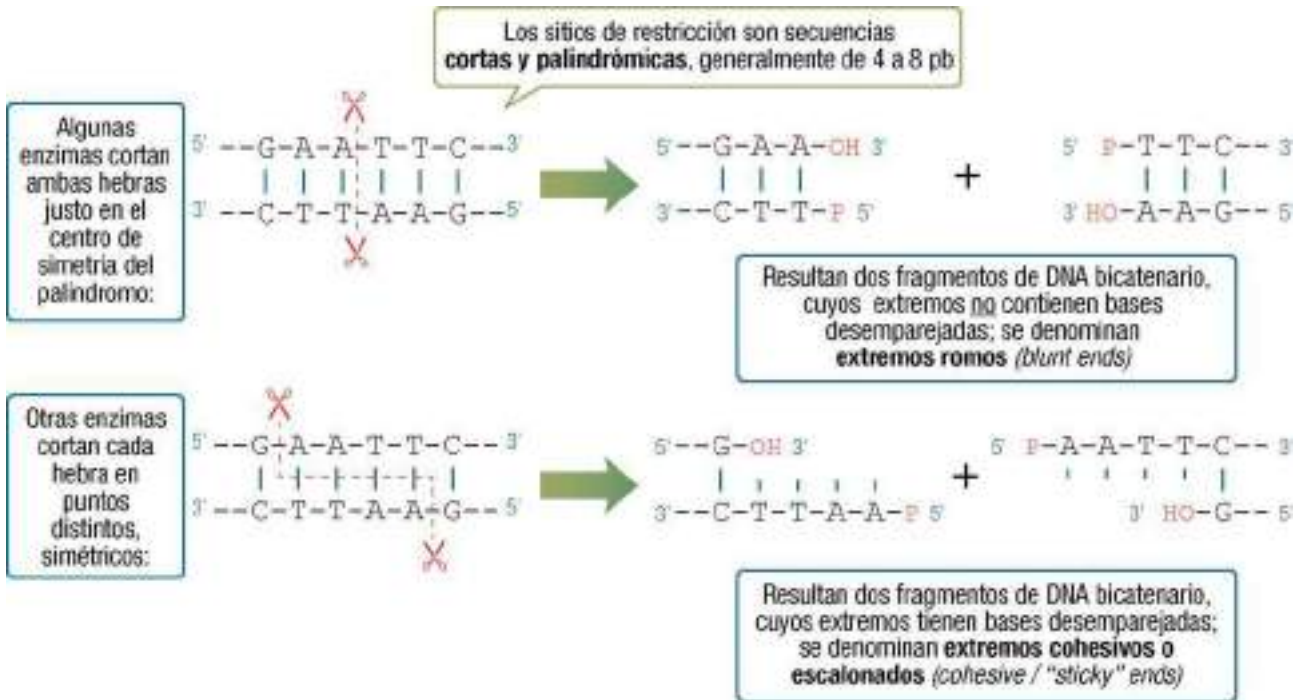 Los sitios de restricción son secuencias
cortas y palindrómicas, generalmente de 4 a 8 pb
Algunas
enzimas cortan
ambas hebras
justo en el
centro de
simetría del
palíndromo:
5' --G-A-A-T-T-C--3'
3' --C-T-T-A-A-G--5'
5' --G-A-A-OH 3'
3'--C-T-T-P 5'
+
5' P-T-T-C-- 3'
3' HO-A-A-G-- 5'
Resultan dos fragmentos de DNA bicatenario,
cuyos extremos no contienen bases
desemparejadas; se denominan
extremos romos (blunt ends)
Otras enzimas
cortan cada
hebra en
puntos
distintos,
simétricos:
5' --G-A-A-T-T-C-- 3'
3' --C-T-T-A-A-G--5'
5' --G-OH 3'
3'--C-T-T-A-A-P 5'
+
5' P-A-A-T-T-C-- 3'
3' HO-G-- 5'
Resultan dos fragmentos de DNA bicatenario,
cuyos extremos tienen bases desemparejadas;
se denominan extremos cohesivos o
escalonados (cohesive / "sticky" ends)